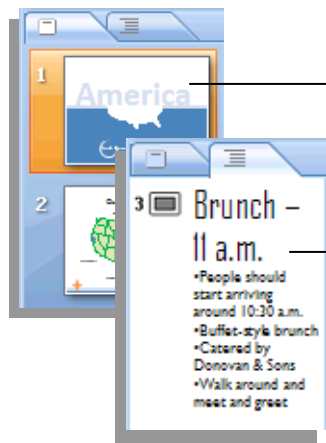 1
America
2
3
Brunch –
11 a.m.
•People should
start arriving
around 10:30 a.m.
•Buffet-style brunch
•Catered by
Donovan & Sons
•Walk around and
meet and greet